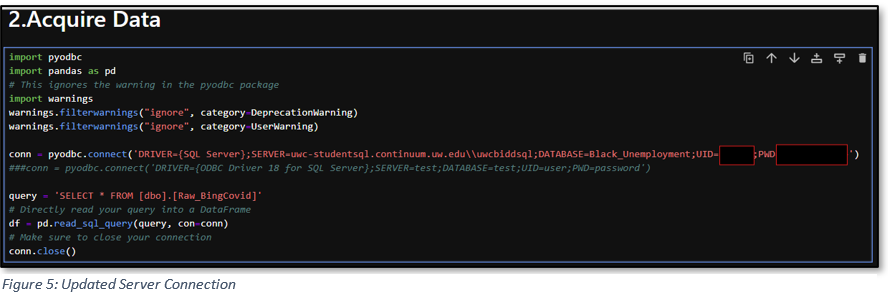 2.Acquire Data
import pyodbc
import pandas as pd
# This ignores the warning in the pyodbc package
import warnings
warnings.filterwarnings("ignore", category=DeprecationWarning)
warnings.filterwarnings("ignore", category=UserWarning)
conn = pyodbc.connect('DRIVER={SQL Server};SERVER=uwc-studentsql.continuum.uw.edu\\uwcbiddsql;DATABASE=Black_Unemployment;UID= ;PWD ')
###conn = pyodbc.connect('DRIVER={ODBC Driver 18 for SQL Server};SERVER=test;DATABASE=test;UID=user;PWD=password')
query = 'SELECT * FROM [dbo].[Raw_BingCovid]'
# Directly read your query into a DataFrame
df = pd.read_sql_query(query, con=conn)
# Make sure to close your connection
conn.close()
Figure 5: Updated Server Connection